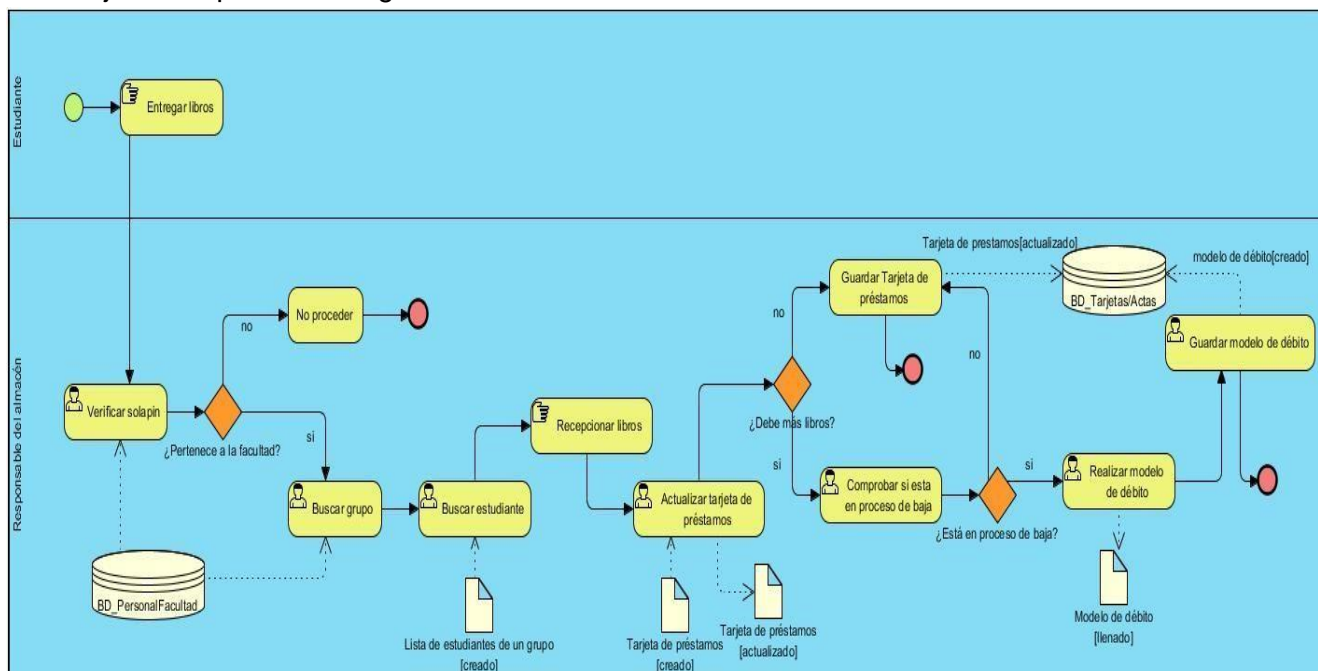 Estudiante
Entregar libros
Responsable del almacén
Verificar solapin
¿Pertenece a la facultad?
no
No proceder
si
Buscar grupo
BD_PersonalFacultad
Buscar estudiante
Lista de estudiantes de un grupo
[creado]
Recepcionar libros
Actualizar tarjeta de
préstamos
Tarjeta de préstamos
[creado]
Tarjeta de préstamos
[actualizado]
¿Debe más libros?
no
si
Guardar Tarjeta de
préstamos
Tarjeta de prestamos[actualizado]
BD_Tarjetas/Actas
modelo de débito[creado]
Comprobar si esta
en proceso de baja
¿Está en proceso de baja?
no
si
Realizar modelo
de débito
Modelo de débito
[llenado]
Guardar modelo de débito